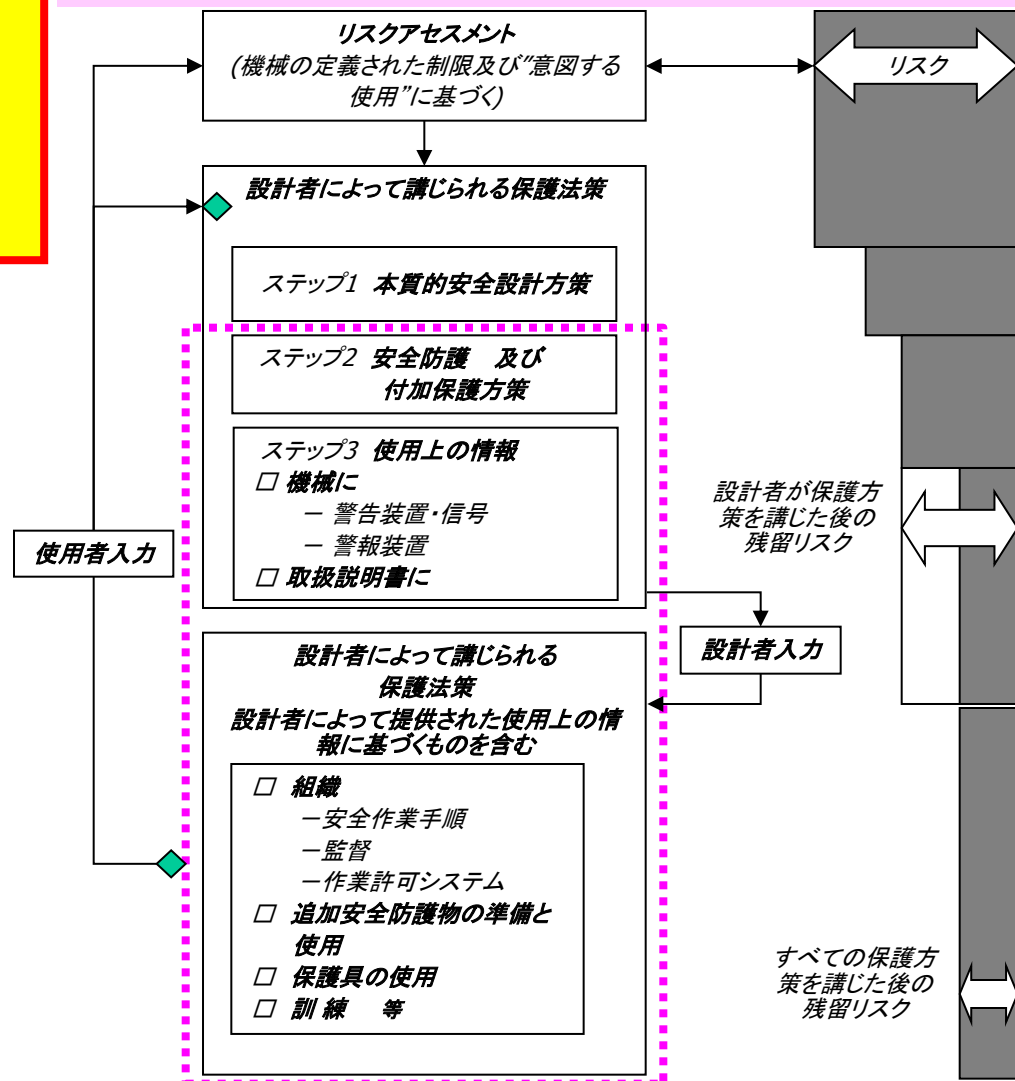 リスクアセスメント
(機械の定義された制限及び"意図する
使用"に基づく)
リスク
設計者によって講じられる保護法策
ステップ1 本質的安全設計方策
ステップ2 安全防護 及び
付加保護方策
ステップ3 使用上の情報
□ 機械に
－ 警告装置・信号
－ 警報装置
□ 取扱説明書に
設計者が保護方
策を講じた後の
残留リスク
使用者入力
設計者入力
設計者によって講じられる
保護法策
設計者によって提供された使用上の情
報に基づくものを含む
□ 組織
－安全作業手順
－監督
－作業許可システム
□ 追加安全防護物の準備と
使用
□ 保護具の使用
□ 訓練 等
すべての保護方
策を講じた後の
残留リスク